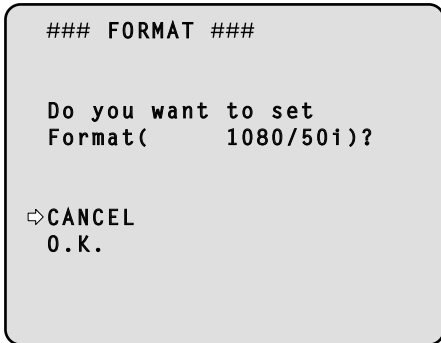 ### FORMAT ###
Do you want to set
Format(     1080/50i)?
⇨CANCEL
O.K.